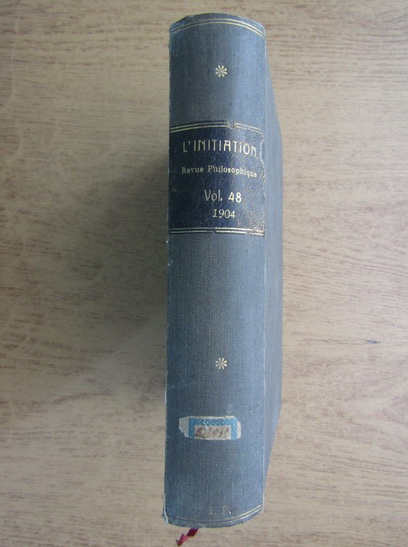 L'INITIATION
Revue Philosophique
Vol. 48
1904